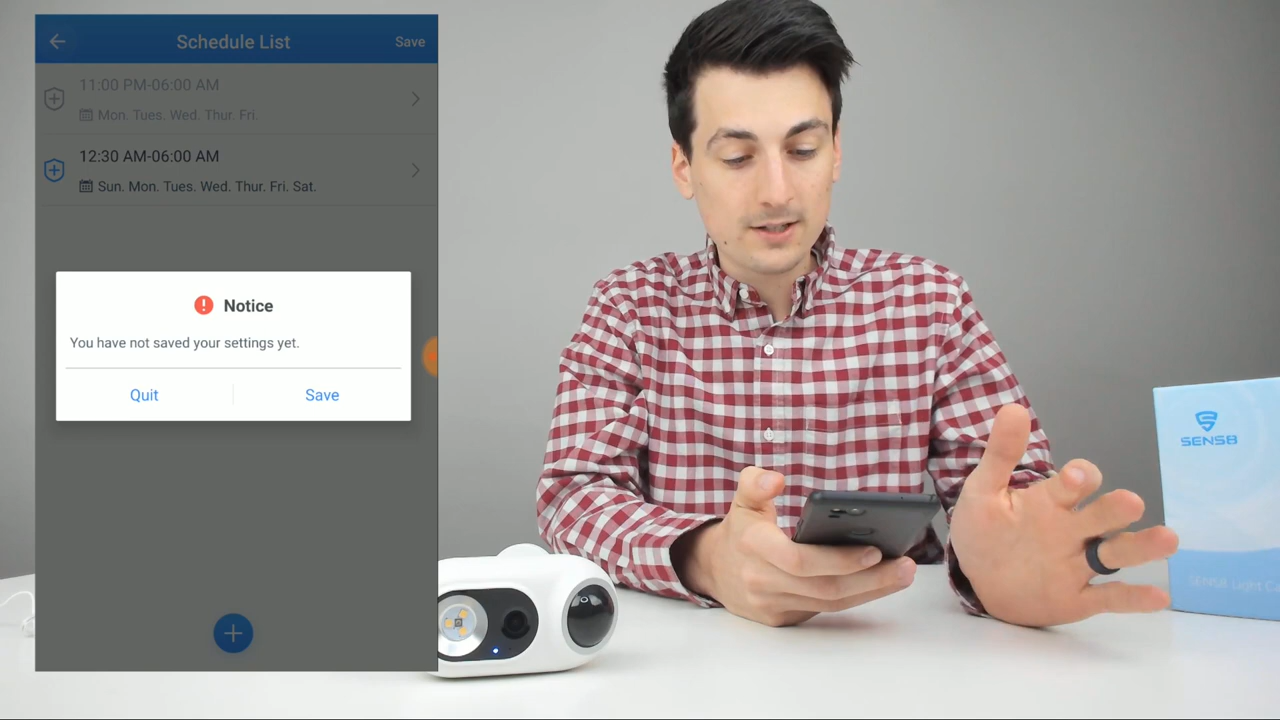 Schedule List
Save
11:00 PM-06:00 AM
Mon. Tues. Wed. Thur. Fri.
12:30 AM-06:00 AM
Sun. Mon. Tues. Wed. Thur. Fri. Sat.
Notice
You have not saved your settings yet.
Quit
Save
SENS8
SENS8 Light